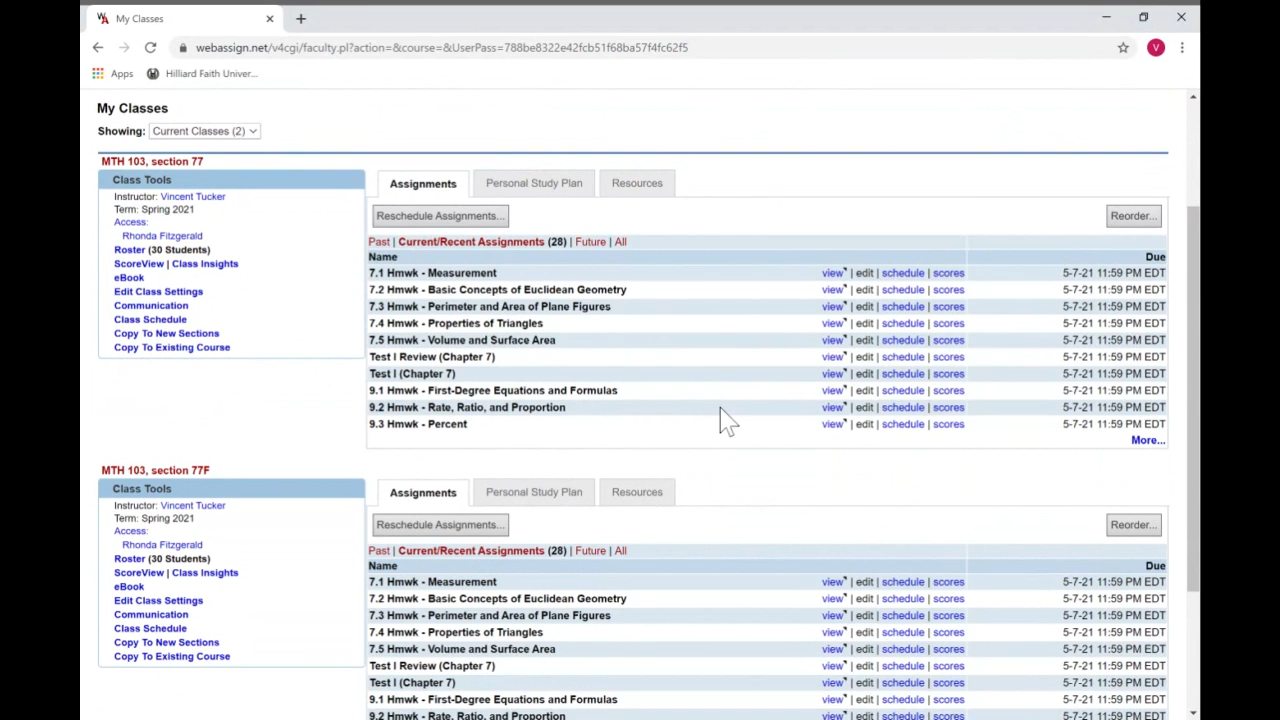 My Classes
webassign.net/v4cgi/faculty.pl?action=&course=&UserPass=788be8322e42fcb51f68ba57f4fc62f5
V
Apps Hilliard Faith Univer...
My Classes
Showing: Current Classes (2)
MTH 103, section 77
Class Tools
Instructor: Vincent Tucker
Term: Spring 2021
Access:
Rhonda Fitzgerald
Roster (30 Students)
ScoreView | Class Insights
eBook
Edit Class Settings
Communication
Class Schedule
Copy To New Sections
Copy To Existing Course
Assignments Personal Study Plan Resources
Reschedule Assignments... Reorder...
Past | Current/Recent Assignments (28) | Future | All
Name Due
7.1 Hmwk - Measurement view | edit | schedule | scores 5-7-21 11:59 PM EDT
7.2 Hmwk - Basic Concepts of Euclidean Geometry view | edit | schedule | scores 5-7-21 11:59 PM EDT
7.3 Hmwk - Perimeter and Area of Plane Figures view | edit | schedule | scores 5-7-21 11:59 PM EDT
7.4 Hmwk - Properties of Triangles view | edit | schedule | scores 5-7-21 11:59 PM EDT
7.5 Hmwk - Volume and Surface Area view | edit | schedule | scores 5-7-21 11:59 PM EDT
Test I Review (Chapter 7) view | edit | schedule | scores 5-7-21 11:59 PM EDT
Test I (Chapter 7) view | edit | schedule | scores 5-7-21 11:59 PM EDT
9.1 Hmwk - First-Degree Equations and Formulas view | edit | schedule | scores 5-7-21 11:59 PM EDT
9.2 Hmwk - Rate, Ratio, and Proportion view | edit | schedule | scores 5-7-21 11:59 PM EDT
9.3 Hmwk - Percent view | edit | schedule | scores 5-7-21 11:59 PM EDT
More...
MTH 103, section 77F
Class Tools
Instructor: Vincent Tucker
Term: Spring 2021
Access:
Rhonda Fitzgerald
Roster (30 Students)
ScoreView | Class Insights
eBook
Edit Class Settings
Communication
Class Schedule
Copy To New Sections
Copy To Existing Course
Assignments Personal Study Plan Resources
Reschedule Assignments... Reorder...
Past | Current/Recent Assignments (28) | Future | All
Name Due
7.1 Hmwk - Measurement view | edit | schedule | scores 5-7-21 11:59 PM EDT
7.2 Hmwk - Basic Concepts of Euclidean Geometry view | edit | schedule | scores 5-7-21 11:59 PM EDT
7.3 Hmwk - Perimeter and Area of Plane Figures view | edit | schedule | scores 5-7-21 11:59 PM EDT
7.4 Hmwk - Properties of Triangles view | edit | schedule | scores 5-7-21 11:59 PM EDT
7.5 Hmwk - Volume and Surface Area view | edit | schedule | scores 5-7-21 11:59 PM EDT
Test I Review (Chapter 7) view | edit | schedule | scores 5-7-21 11:59 PM EDT
Test I (Chapter 7) view | edit | schedule | scores 5-7-21 11:59 PM EDT
9.1 Hmwk - First-Degree Equations and Formulas view | edit | schedule | scores 5-7-21 11:59 PM EDT
9.2 Hmwk - Rate, Ratio, and Proportion view | edit | schedule | scores 5-7-21 11:59 PM EDT